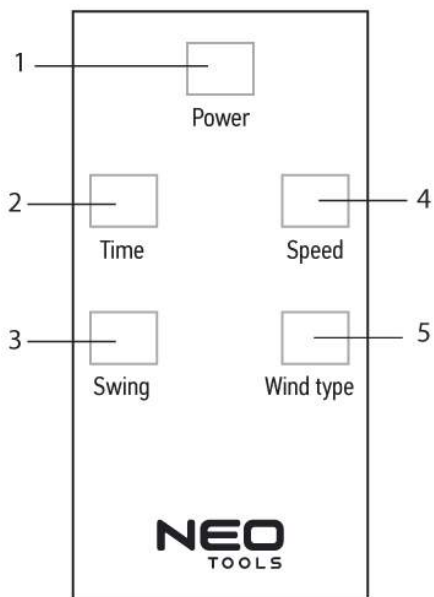 1
Power
2
4
Time
Speed
3
5
Swing
Wind type
NEO
TOOLS